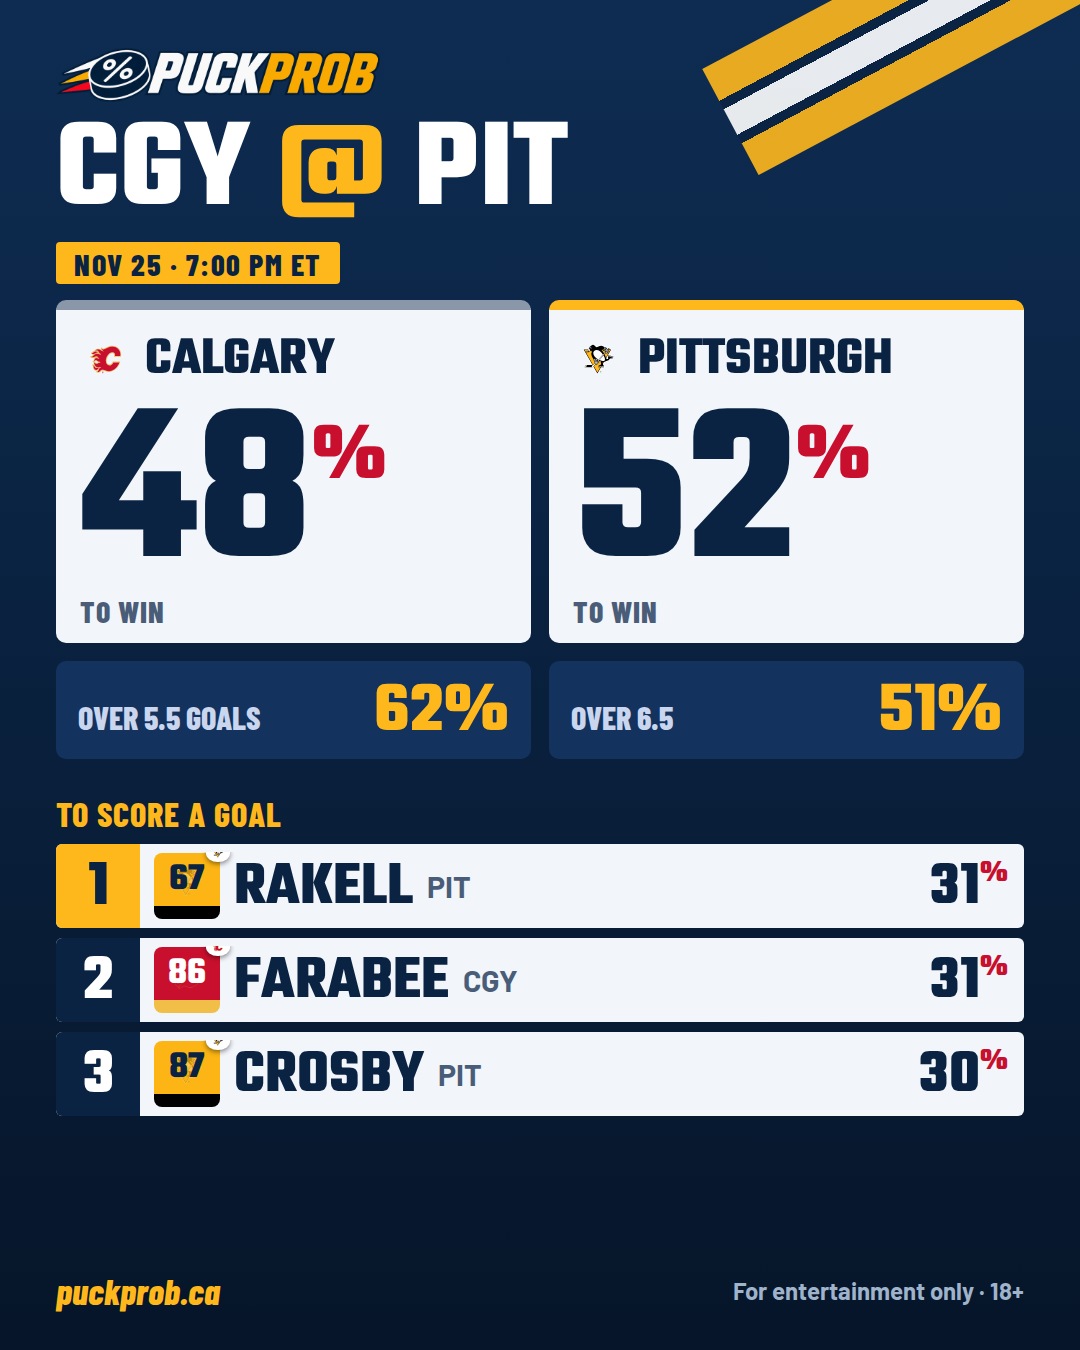 % PUCKPROB
CGY @ PIT
NOV 25 · 7:00 PM ET
CALGARY
48%
TO WIN
PITTSBURGH
52%
TO WIN
OVER 5.5 GOALS 62%
OVER 6.5 51%
TO SCORE A GOAL
1 67 RAKELL PIT 31%
2 86 FARABEE CGY 31%
3 87 CROSBY PIT 30%
puckprob.ca
For entertainment only · 18+